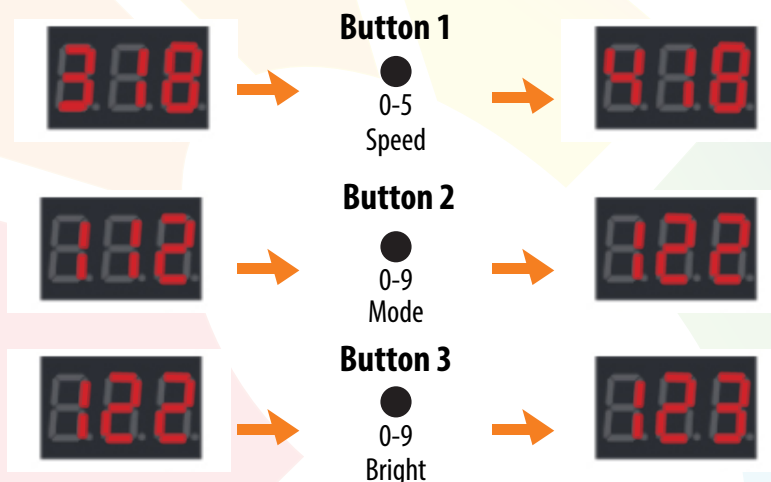 Button 1
318
418
0-5
Speed
Button 2
112
122
0-9
Mode
Button 3
122
123
0-9
Bright